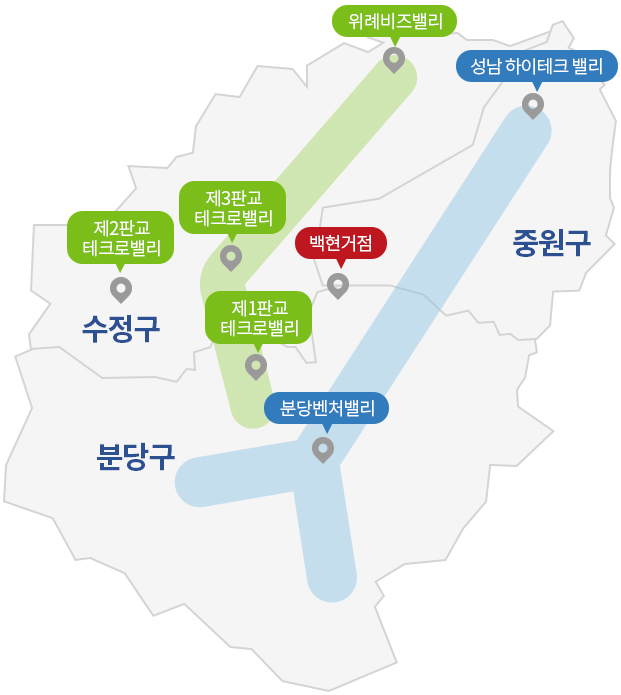 위례비즈밸리
성남 하이테크 밸리
제3판교
테크로밸리
제2판교
테크로밸리
백현거점
중원구
수정구
제1판교
테크로밸리
분당벤처밸리
분당구